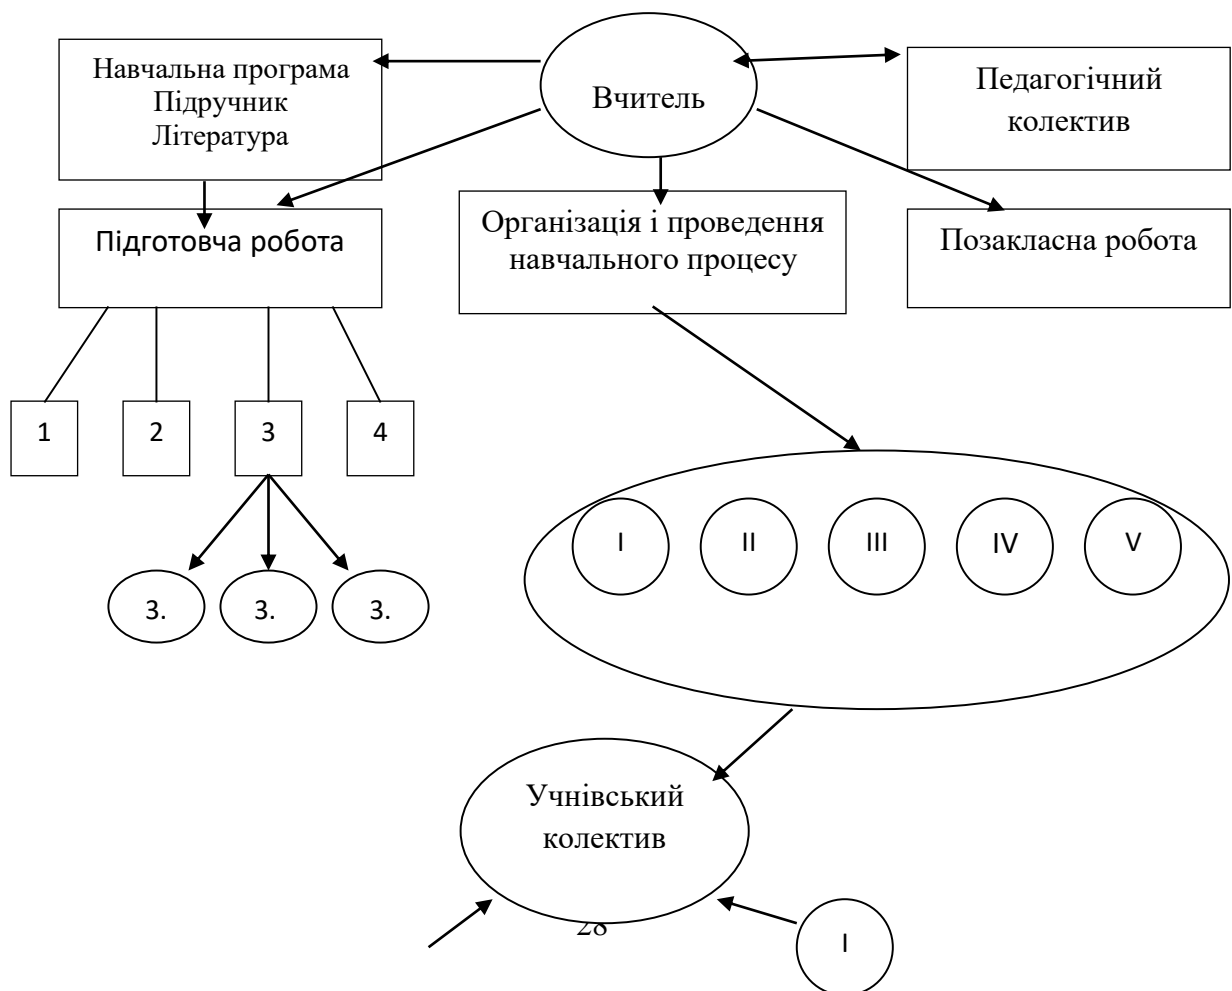 Навчальна програма
Підручник
Література
Вчитель
Педагогічний
колектив
Підготовча робота
Організація і проведення
навчального процесу
Позакласна робота
1
2
3
4
I
II
III
IV
V
3.
3.
3.
Учнівський
колектив
28
I